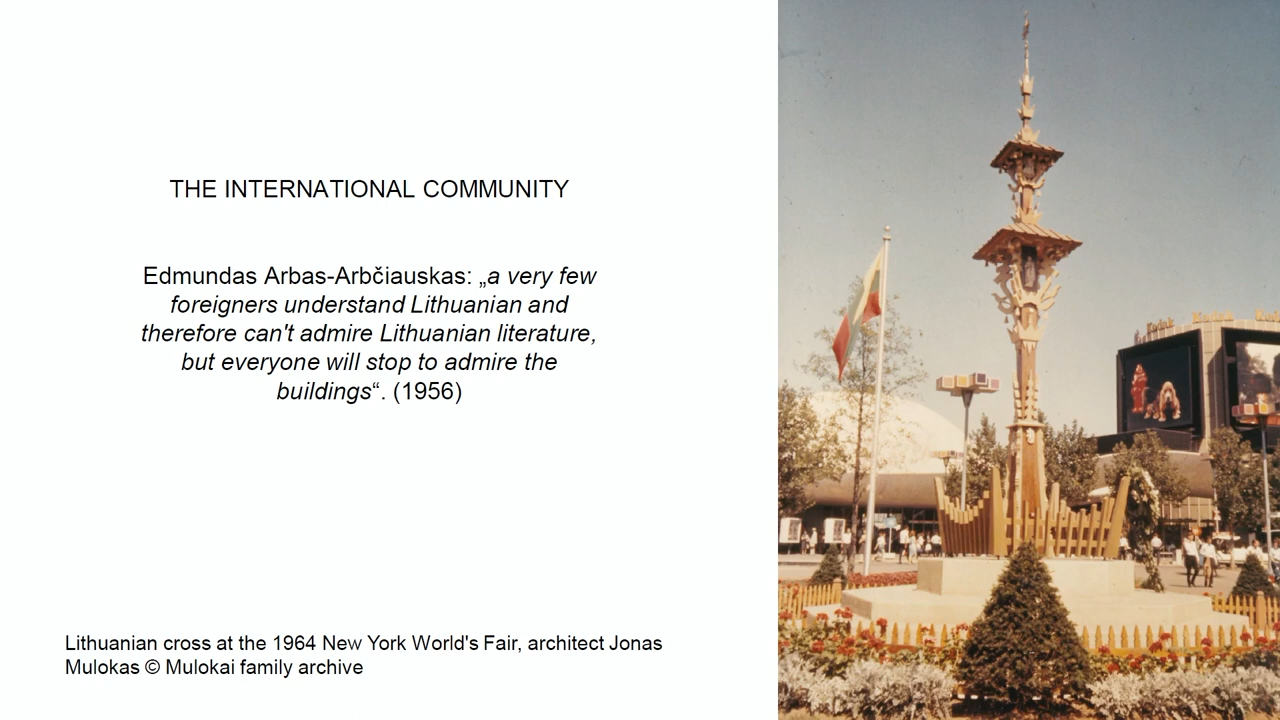 THE INTERNATIONAL COMMUNITY
Edmundas Arbas-Arbčiauskas: „a very few
foreigners understand Lithuanian and
therefore can't admire Lithuanian literature,
but everyone will stop to admire the
buildings“. (1956)
Lithuanian cross at the 1964 New York World's Fair, architect Jonas
Mulokas © Mulokai family archive
Kodak